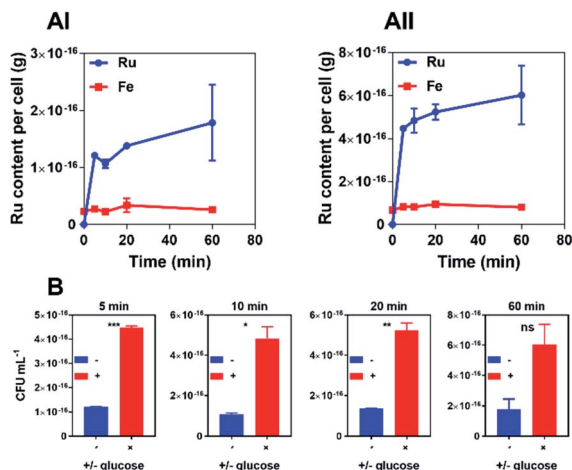 AI
AII
Ru content per cell (g)
3×10⁻¹⁶
2×10⁻¹⁶
1×10⁻¹⁶
0
Ru
Fe
0 20 40 60 80
Time (min)
Ru content per cell (g)
8×10⁻¹⁶
6×10⁻¹⁶
4×10⁻¹⁶
2×10⁻¹⁶
0
Ru
Fe
0 20 40 60 80
Time (min)
B
CFU mL⁻¹
5 min
5×10⁻¹⁶
4×10⁻¹⁶
3×10⁻¹⁶
2×10⁻¹⁶
1×10⁻¹⁶
0
***
-
+
- +
+/- glucose
10 min
6×10⁻¹⁶
4×10⁻¹⁶
2×10⁻¹⁶
0
*
-
+
- +
+/- glucose
20 min
6×10⁻¹⁶
4×10⁻¹⁶
2×10⁻¹⁶
0
**
-
+
- +
+/- glucose
60 min
8×10⁻¹⁶
6×10⁻¹⁶
4×10⁻¹⁶
2×10⁻¹⁶
0
ns
-
+
- +
+/- glucose